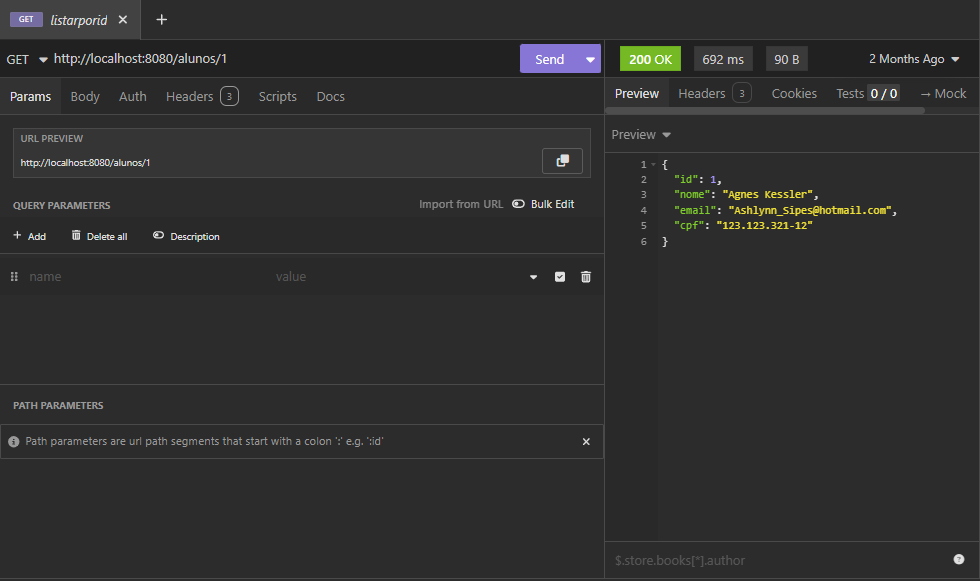 GET listarporid
GET http://localhost:8080/alunos/1 Send
200 OK 692 ms 90 B 2 Months Ago
Params Body Auth Headers 3 Scripts Docs
Preview Headers 3 Cookies Tests 0 / 0 → Mock
URL PREVIEW
http://localhost:8080/alunos/1
QUERY PARAMETERS Import from URL Bulk Edit
+ Add Delete all Description
name value
PATH PARAMETERS
Path parameters are url path segments that start with a colon ':' e.g. ':id'
Preview
1 {
2 "id": 1,
3 "nome": "Agnes Kessler",
4 "email": "Ashlynn_Sipes@hotmail.com",
5 "cpf": "123.123.321-12"
6 }
$.store.books[*].author